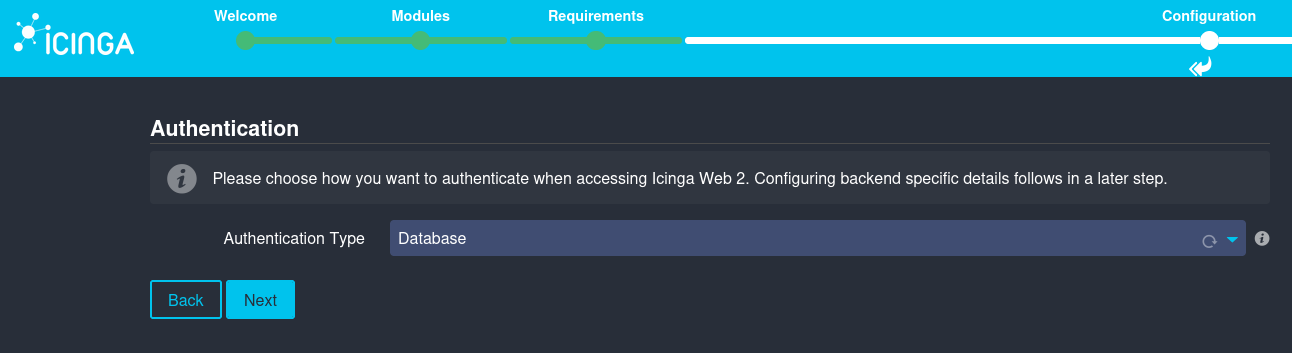 Welcome Modules Requirements Configuration
iCINGA
Authentication
Please choose how you want to authenticate when accessing Icinga Web 2. Configuring backend specific details follows in a later step.
Authentication Type Database
Back Next